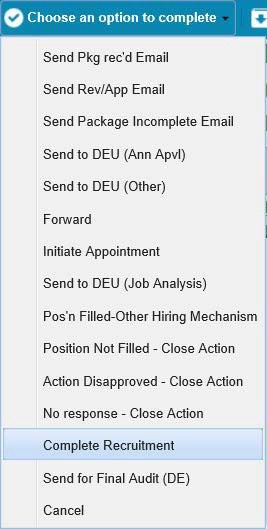 Choose an option to complete
Send Pkg rec'd Email
Send Rev/App Email
Send Package Incomplete Email
Send to DEU (Ann Apvl)
Send to DEU (Other)
Forward
Initiate Appointment
Send to DEU (Job Analysis)
Pos'n Filled-Other Hiring Mechanism
Position Not Filled - Close Action
Action Disapproved - Close Action
No response - Close Action
Complete Recruitment
Send for Final Audit (DE)
Cancel